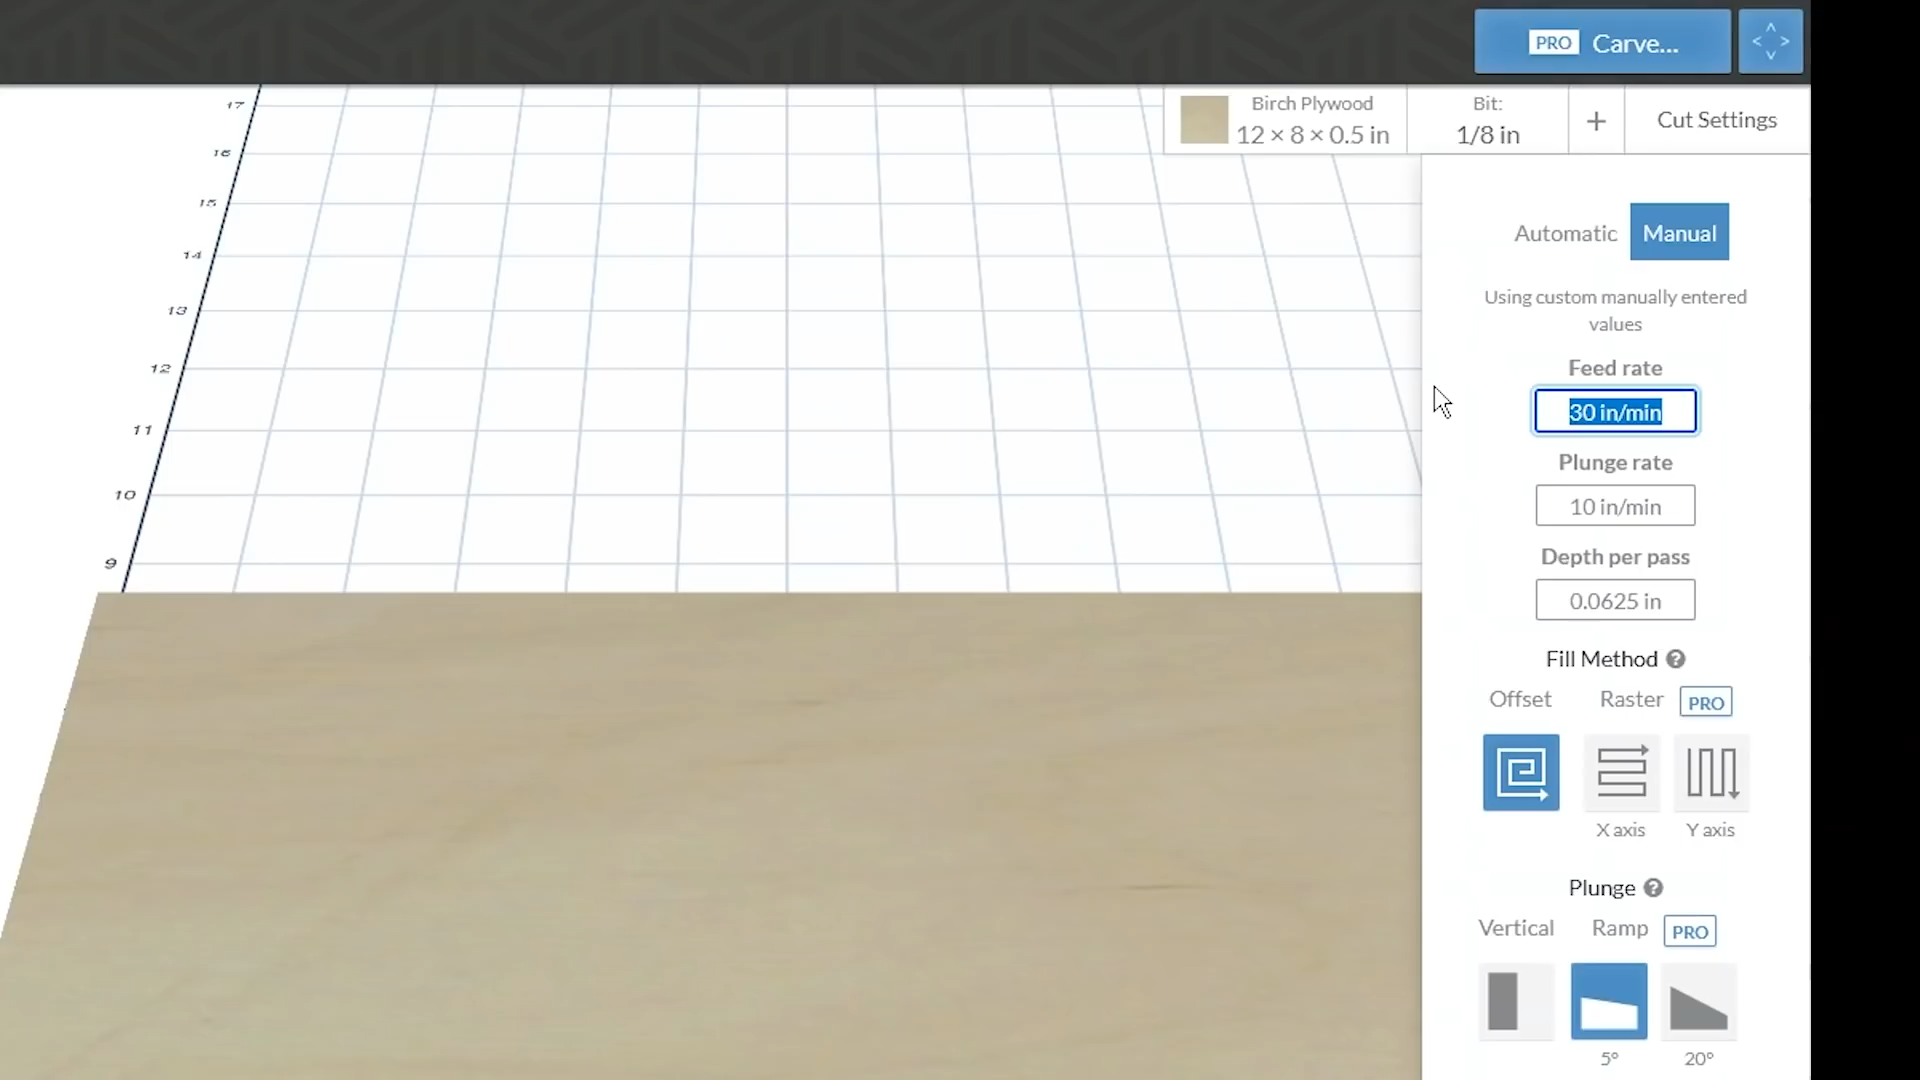 PRO Carve...
Birch Plywood
12 × 8 × 0.5 in
Bit:
1/8 in
+
Cut Settings
17
16
15
14
13
12
11
10
9
Automatic Manual
Using custom manually entered
values
Feed rate
30 in/min
Plunge rate
10 in/min
Depth per pass
0.0625 in
Fill Method ?
Offset Raster PRO
X axis Y axis
Plunge ?
Vertical Ramp PRO
5° 20°